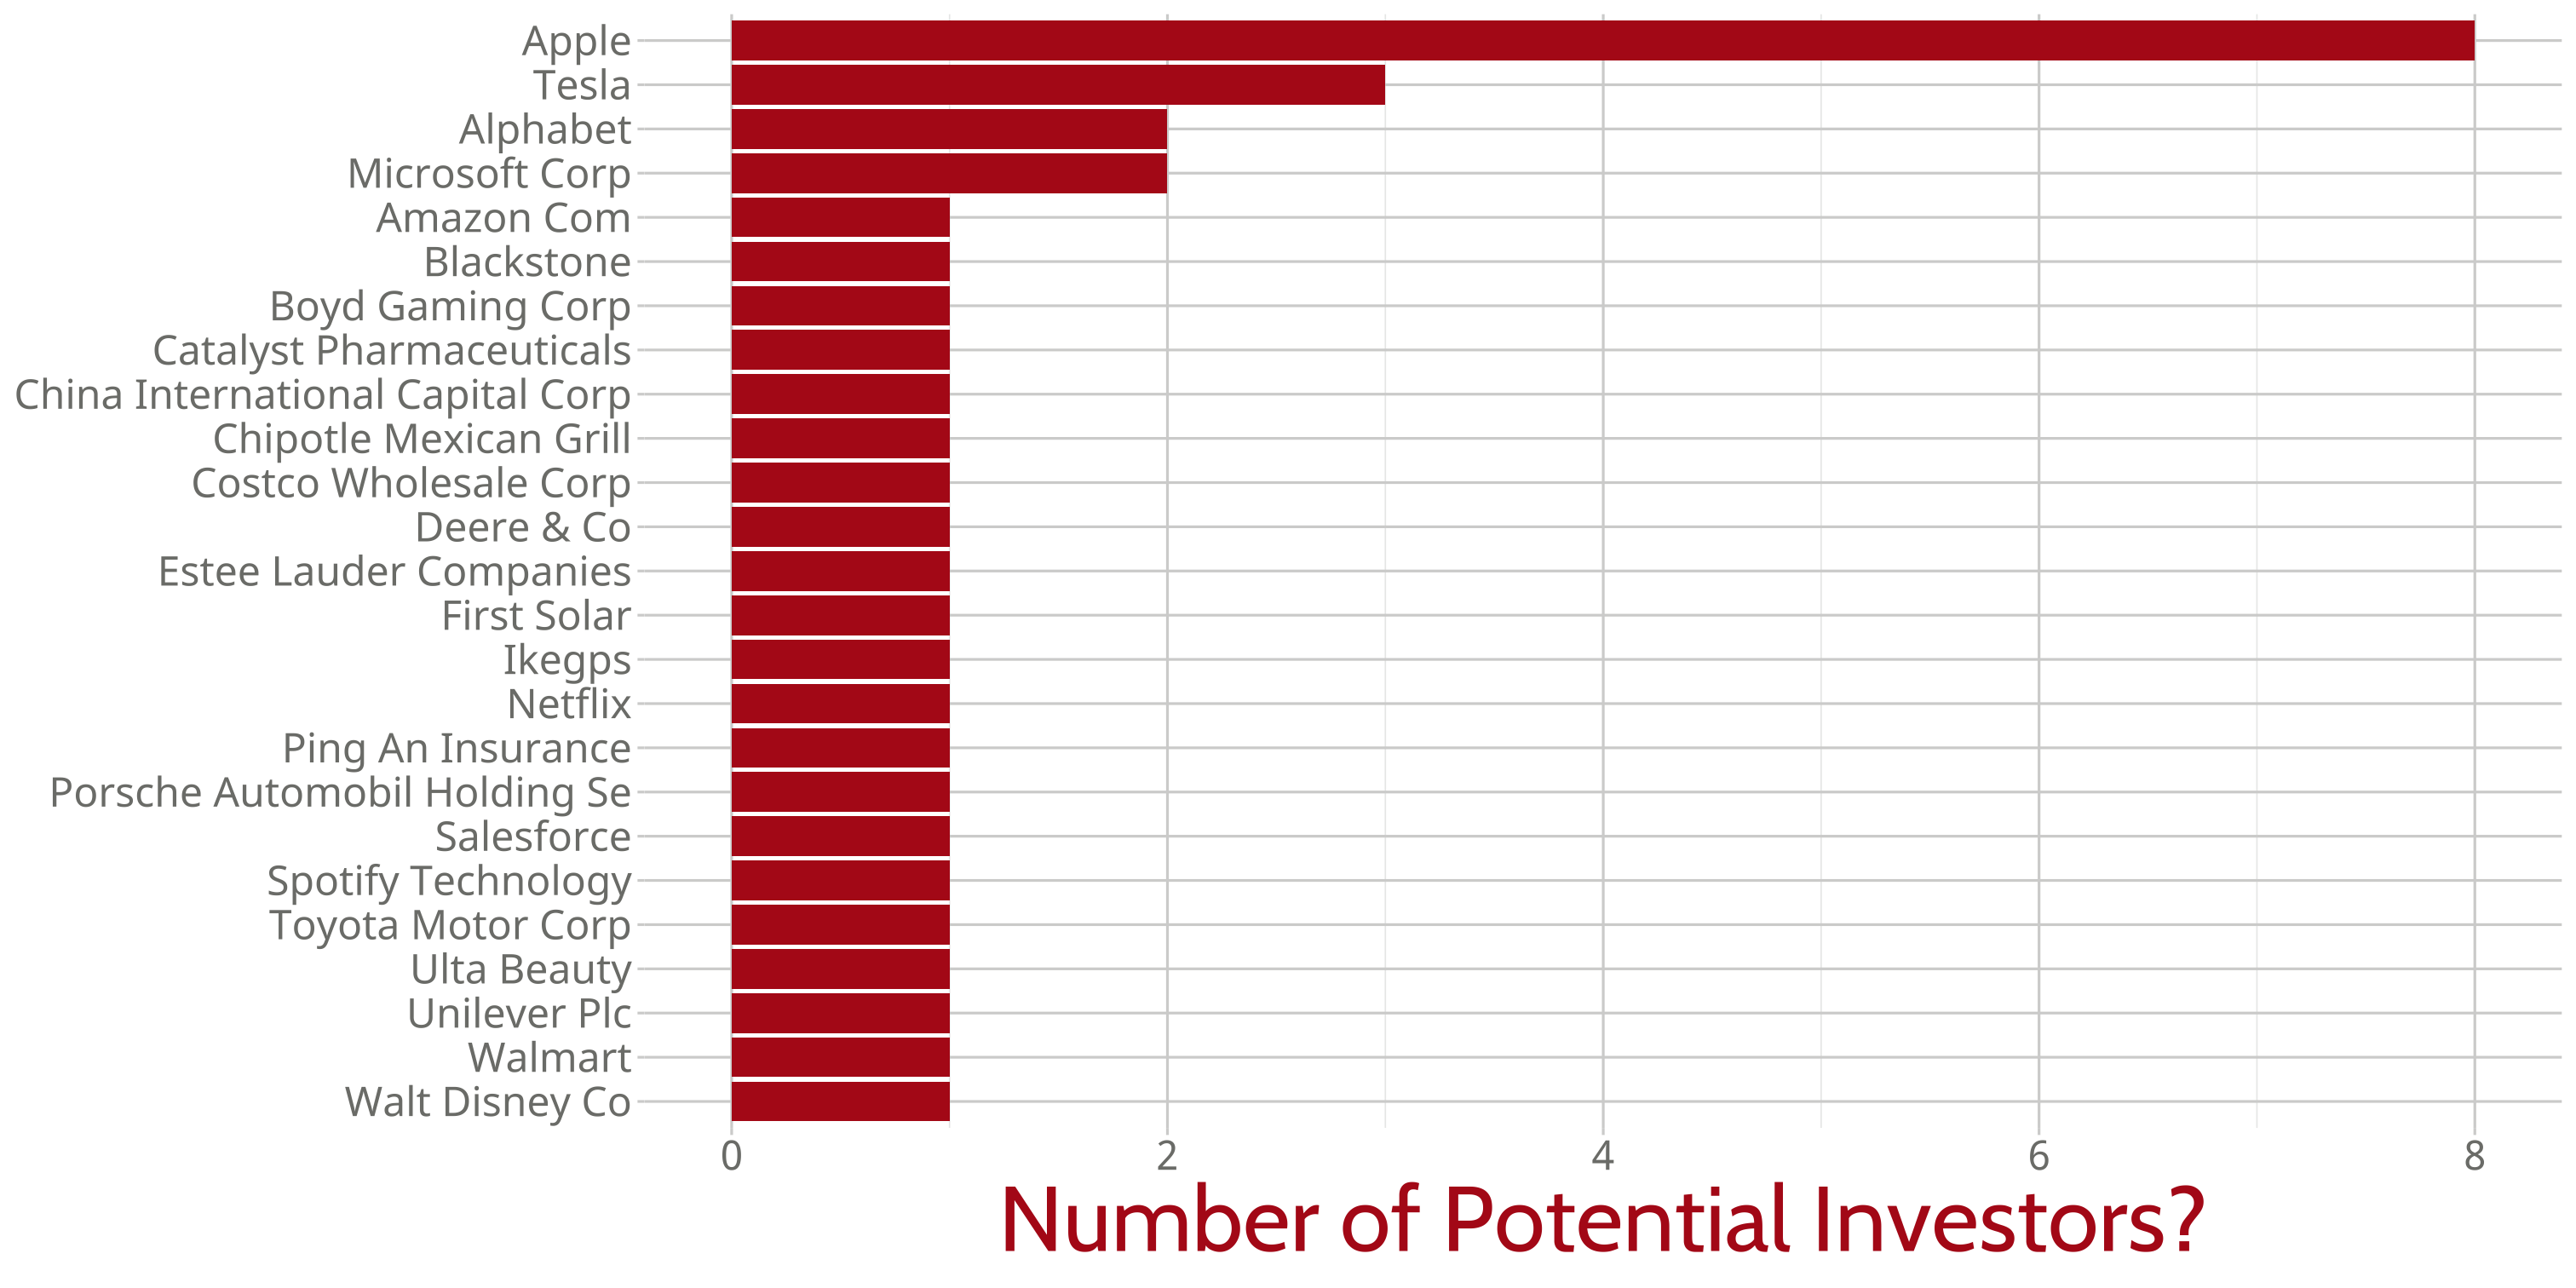 Apple
Tesla
Alphabet
Microsoft Corp
Amazon Com
Blackstone
Boyd Gaming Corp
Catalyst Pharmaceuticals
China International Capital Corp
Chipotle Mexican Grill
Costco Wholesale Corp
Deere & Co
Estee Lauder Companies
First Solar
Ikegps
Netflix
Ping An Insurance
Porsche Automobil Holding Se
Salesforce
Spotify Technology
Toyota Motor Corp
Ulta Beauty
Unilever Plc
Walmart
Walt Disney Co
0 2 4 6 8
Number of Potential Investors?